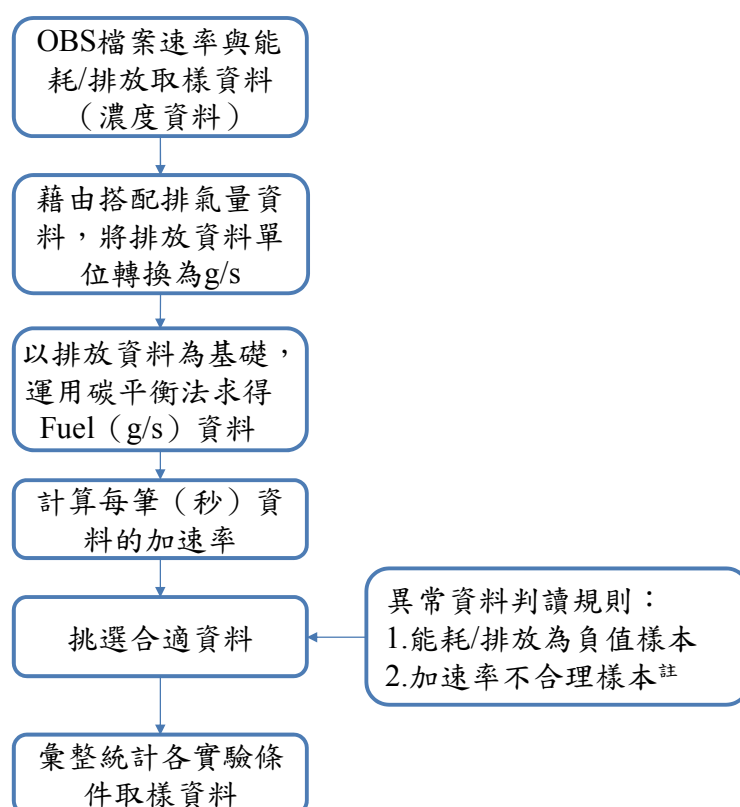 OBS檔案速率與能
耗/排放取樣資料
（濃度資料）
藉由搭配排氣量資
料，將排放資料單
位轉換為g/s
以排放資料為基礎，
運用碳平衡法求得
Fuel（g/s）資料
計算每筆（秒）資
料的加速率
挑選合適資料
異常資料判讀規則：
1.能耗/排放為負值樣本
2.加速率不合理樣本註
彙整統計各實驗條
件取樣資料